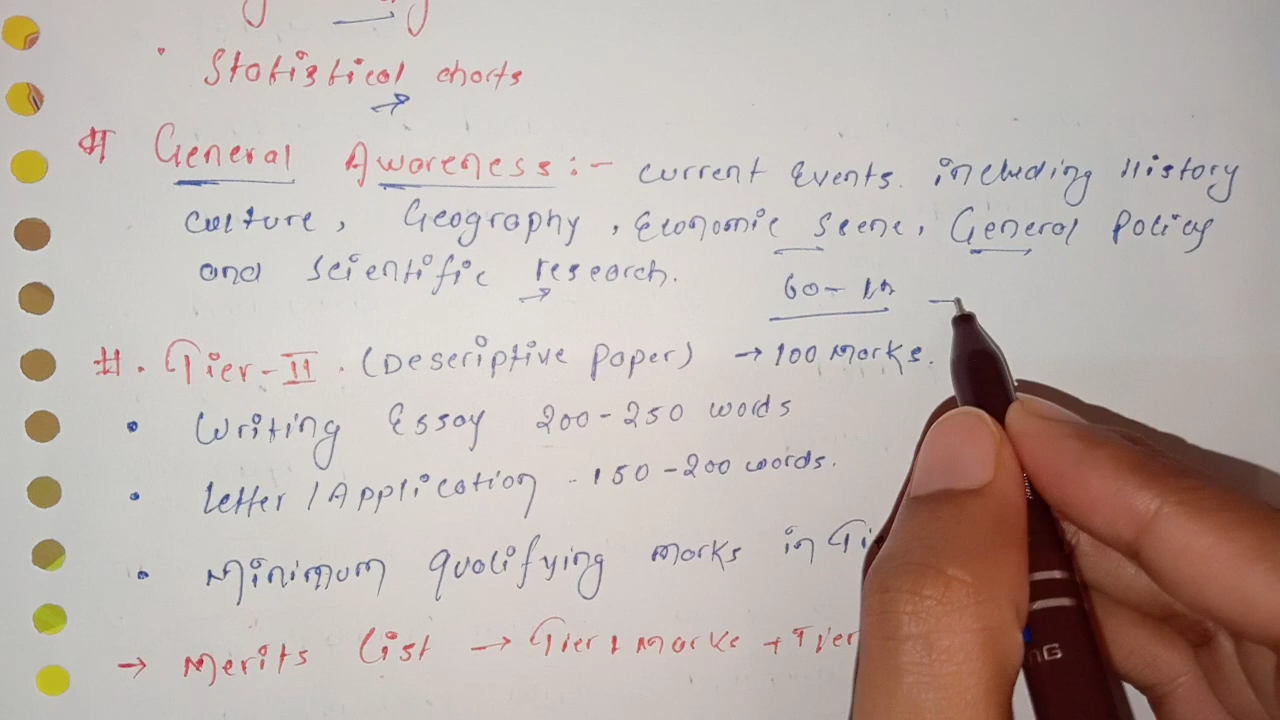 • Statistical charts
# General Awareness :- current Events. including History
culture, Geography, Economic Scene, General Policy
and scientific research.
60 -
#. Tier-II. (Descriptive Paper) → 100 Marks.
• Writing Essay 200-250 words
• Letter / Application - 150-200 words.
• Minimum qualifying marks in
→ Merits List → Tier 1 Marks + Tier
NG